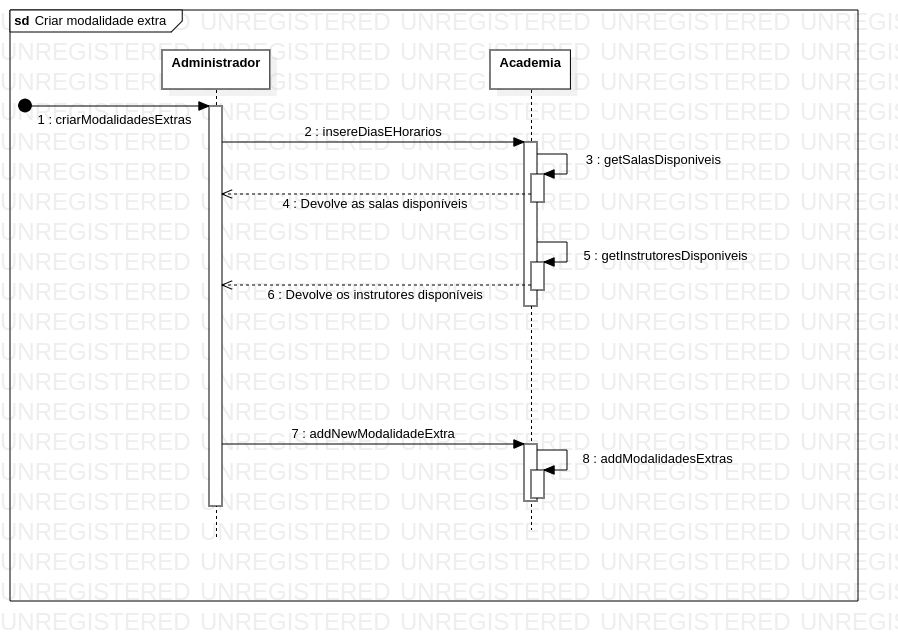 sd Criar modalidade extra
Administrador
Academia
1 : criarModalidadesExtras
2 : insereDiasEHorarios
3 : getSalasDisponiveis
4 : Devolve as salas disponíveis
5 : getInstrutoresDisponiveis
6 : Devolve os instrutores disponíveis
7 : addNewModalidadeExtra
8 : addModalidadesExtras
UNREGISTERED